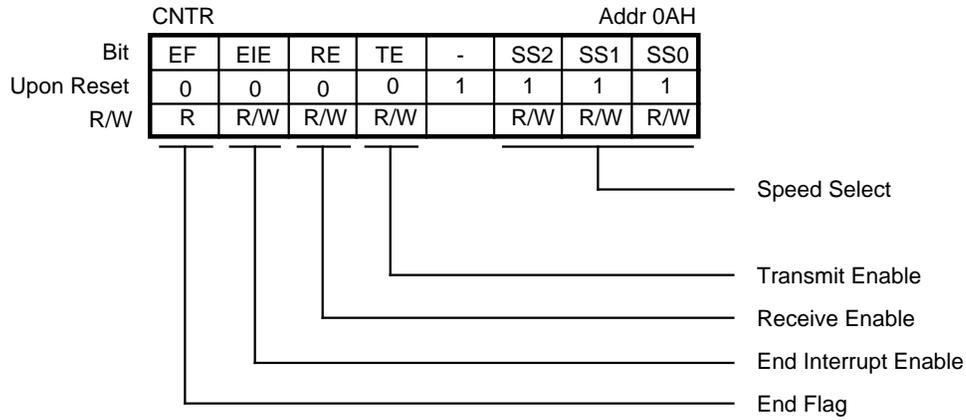 CNTR Addr 0AH
Bit EF EIE RE TE - SS2 SS1 SS0
Upon Reset 0 0 0 0 1 1 1 1
R/W R R/W R/W R/W R/W R/W R/W
Speed Select
Transmit Enable
Receive Enable
End Interrupt Enable
End Flag